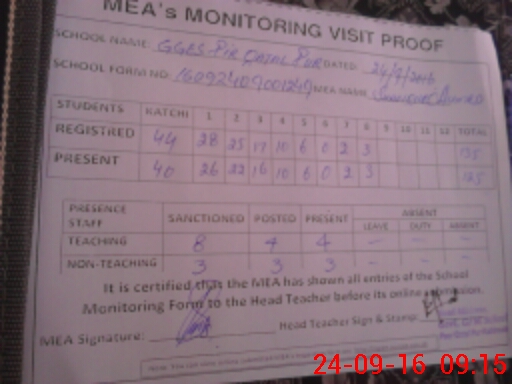 MEA's MONITORING VISIT PROOF
SCHOOL NAME: GGES-PIR DATED: 24/9/2016
SCHOOL FORM NO: MEA NAME
STUDENTS KATCHI 1 2 3 4 5 6 7 8 9 10 11 12 TOTAL
REGISTRED 44 28 25 17 10 6 0 2 3 135
PRESENT 40 26 22 16 10 6 0 2 3 125
PRESENCE STAFF SANCTIONED POSTED PRESENT ABSENT
LEAVE DUTY ABSENT
TEACHING 8 4 4 - - -
NON-TEACHING 3 3 3 - - -
It is certified that the MEA has shown all entries of the School
Monitoring Form to the Head Teacher before its online submission.
MEA Signature: Head Teacher Sign & Stamp:
24-09-16 09:15